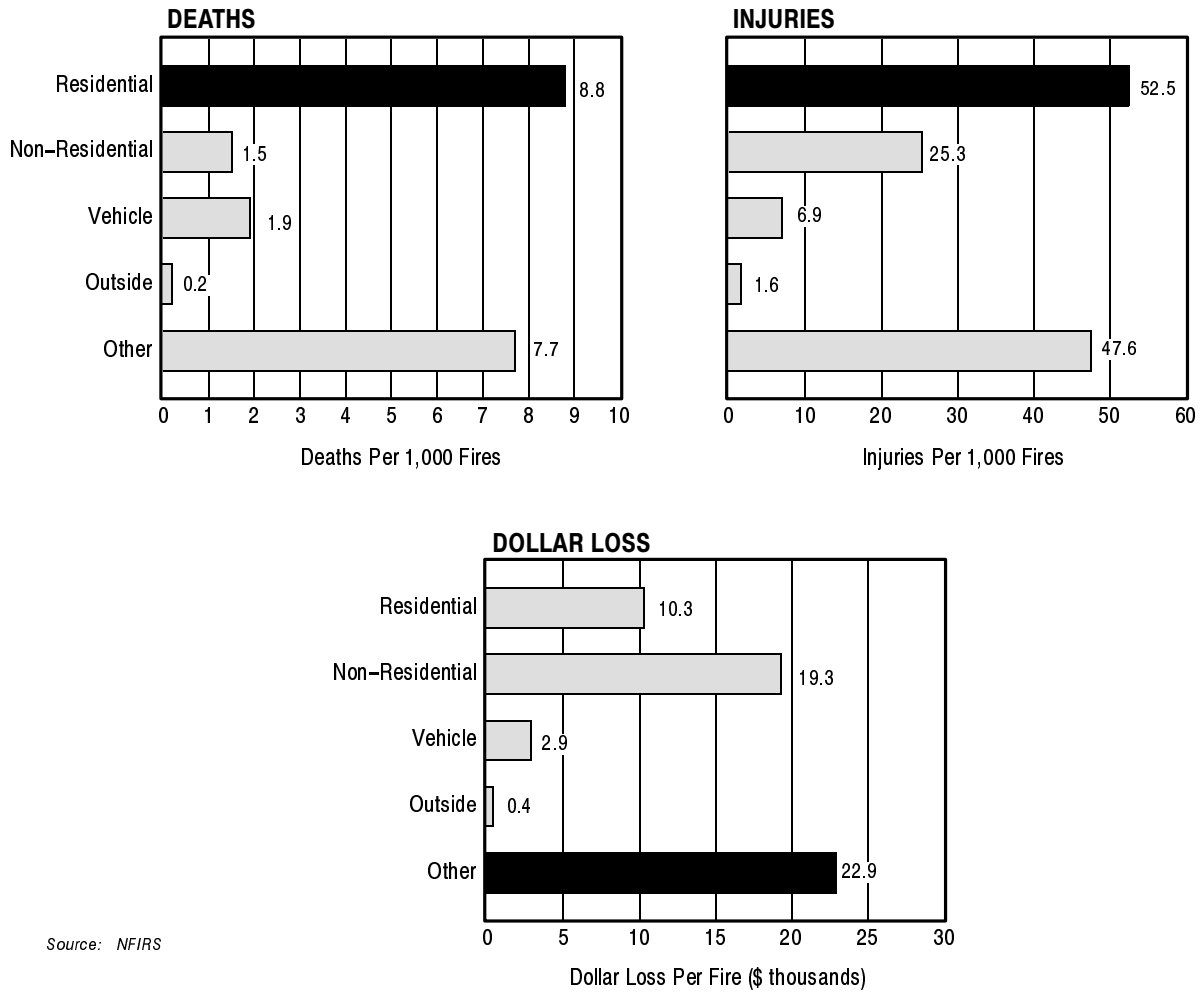 DEATHS
Residential 8.8
Non–Residential 1.5
Vehicle 1.9
Outside 0.2
Other 7.7
0 1 2 3 4 5 6 7 8 9 10
Deaths Per 1,000 Fires
INJURIES
52.5
25.3
6.9
1.6
47.6
0 10 20 30 40 50 60
Injuries Per 1,000 Fires
DOLLAR LOSS
Residential 10.3
Non–Residential 19.3
Vehicle 2.9
Outside 0.4
Other 22.9
0 5 10 15 20 25 30
Dollar Loss Per Fire ($ thousands)
Source: NFIRS